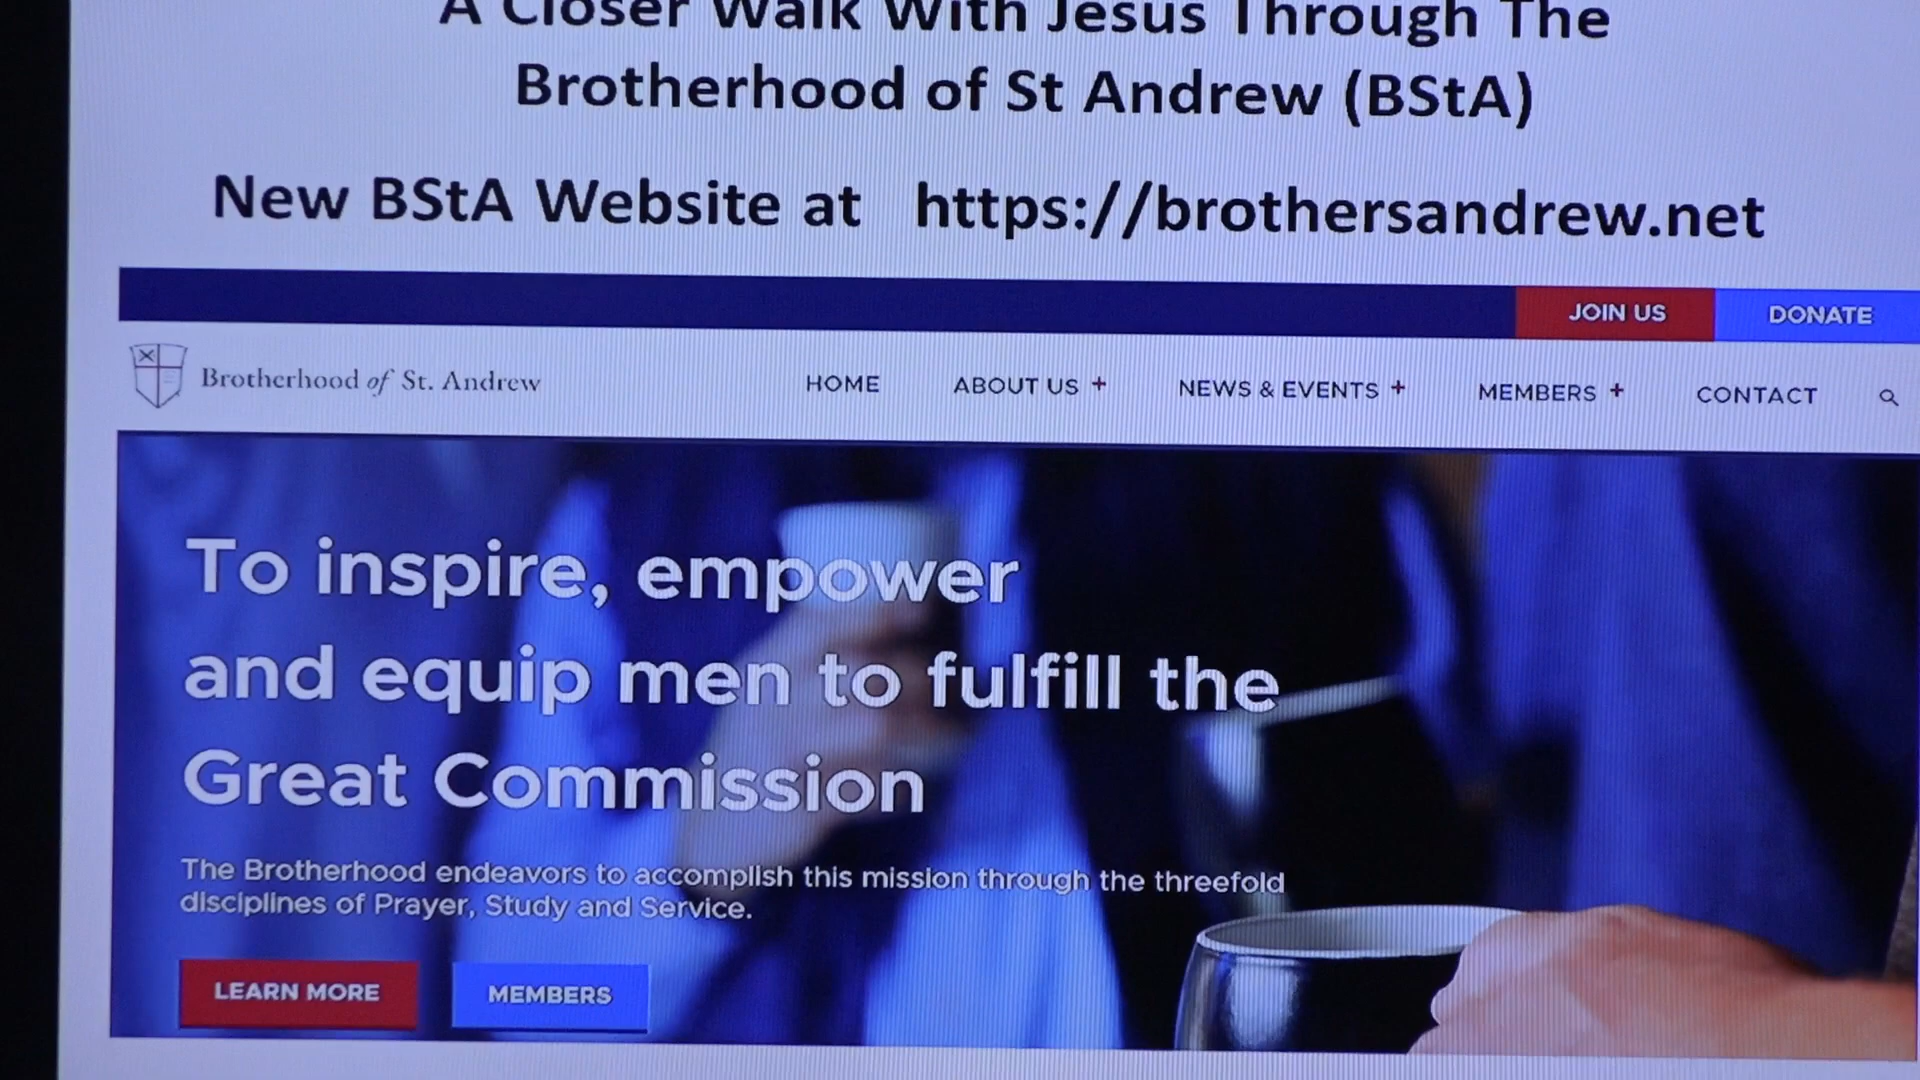 A Closer Walk With Jesus Through The
Brotherhood of St Andrew (BStA)
New BStA Website at https://brothersandrew.net
JOIN US DONATE
Brotherhood of St. Andrew HOME ABOUT US + NEWS & EVENTS + MEMBERS + CONTACT
To inspire, empower
and equip men to fulfill the
Great Commission
The Brotherhood endeavors to accomplish this mission through the threefold
disciplines of Prayer, Study and Service.
LEARN MORE MEMBERS